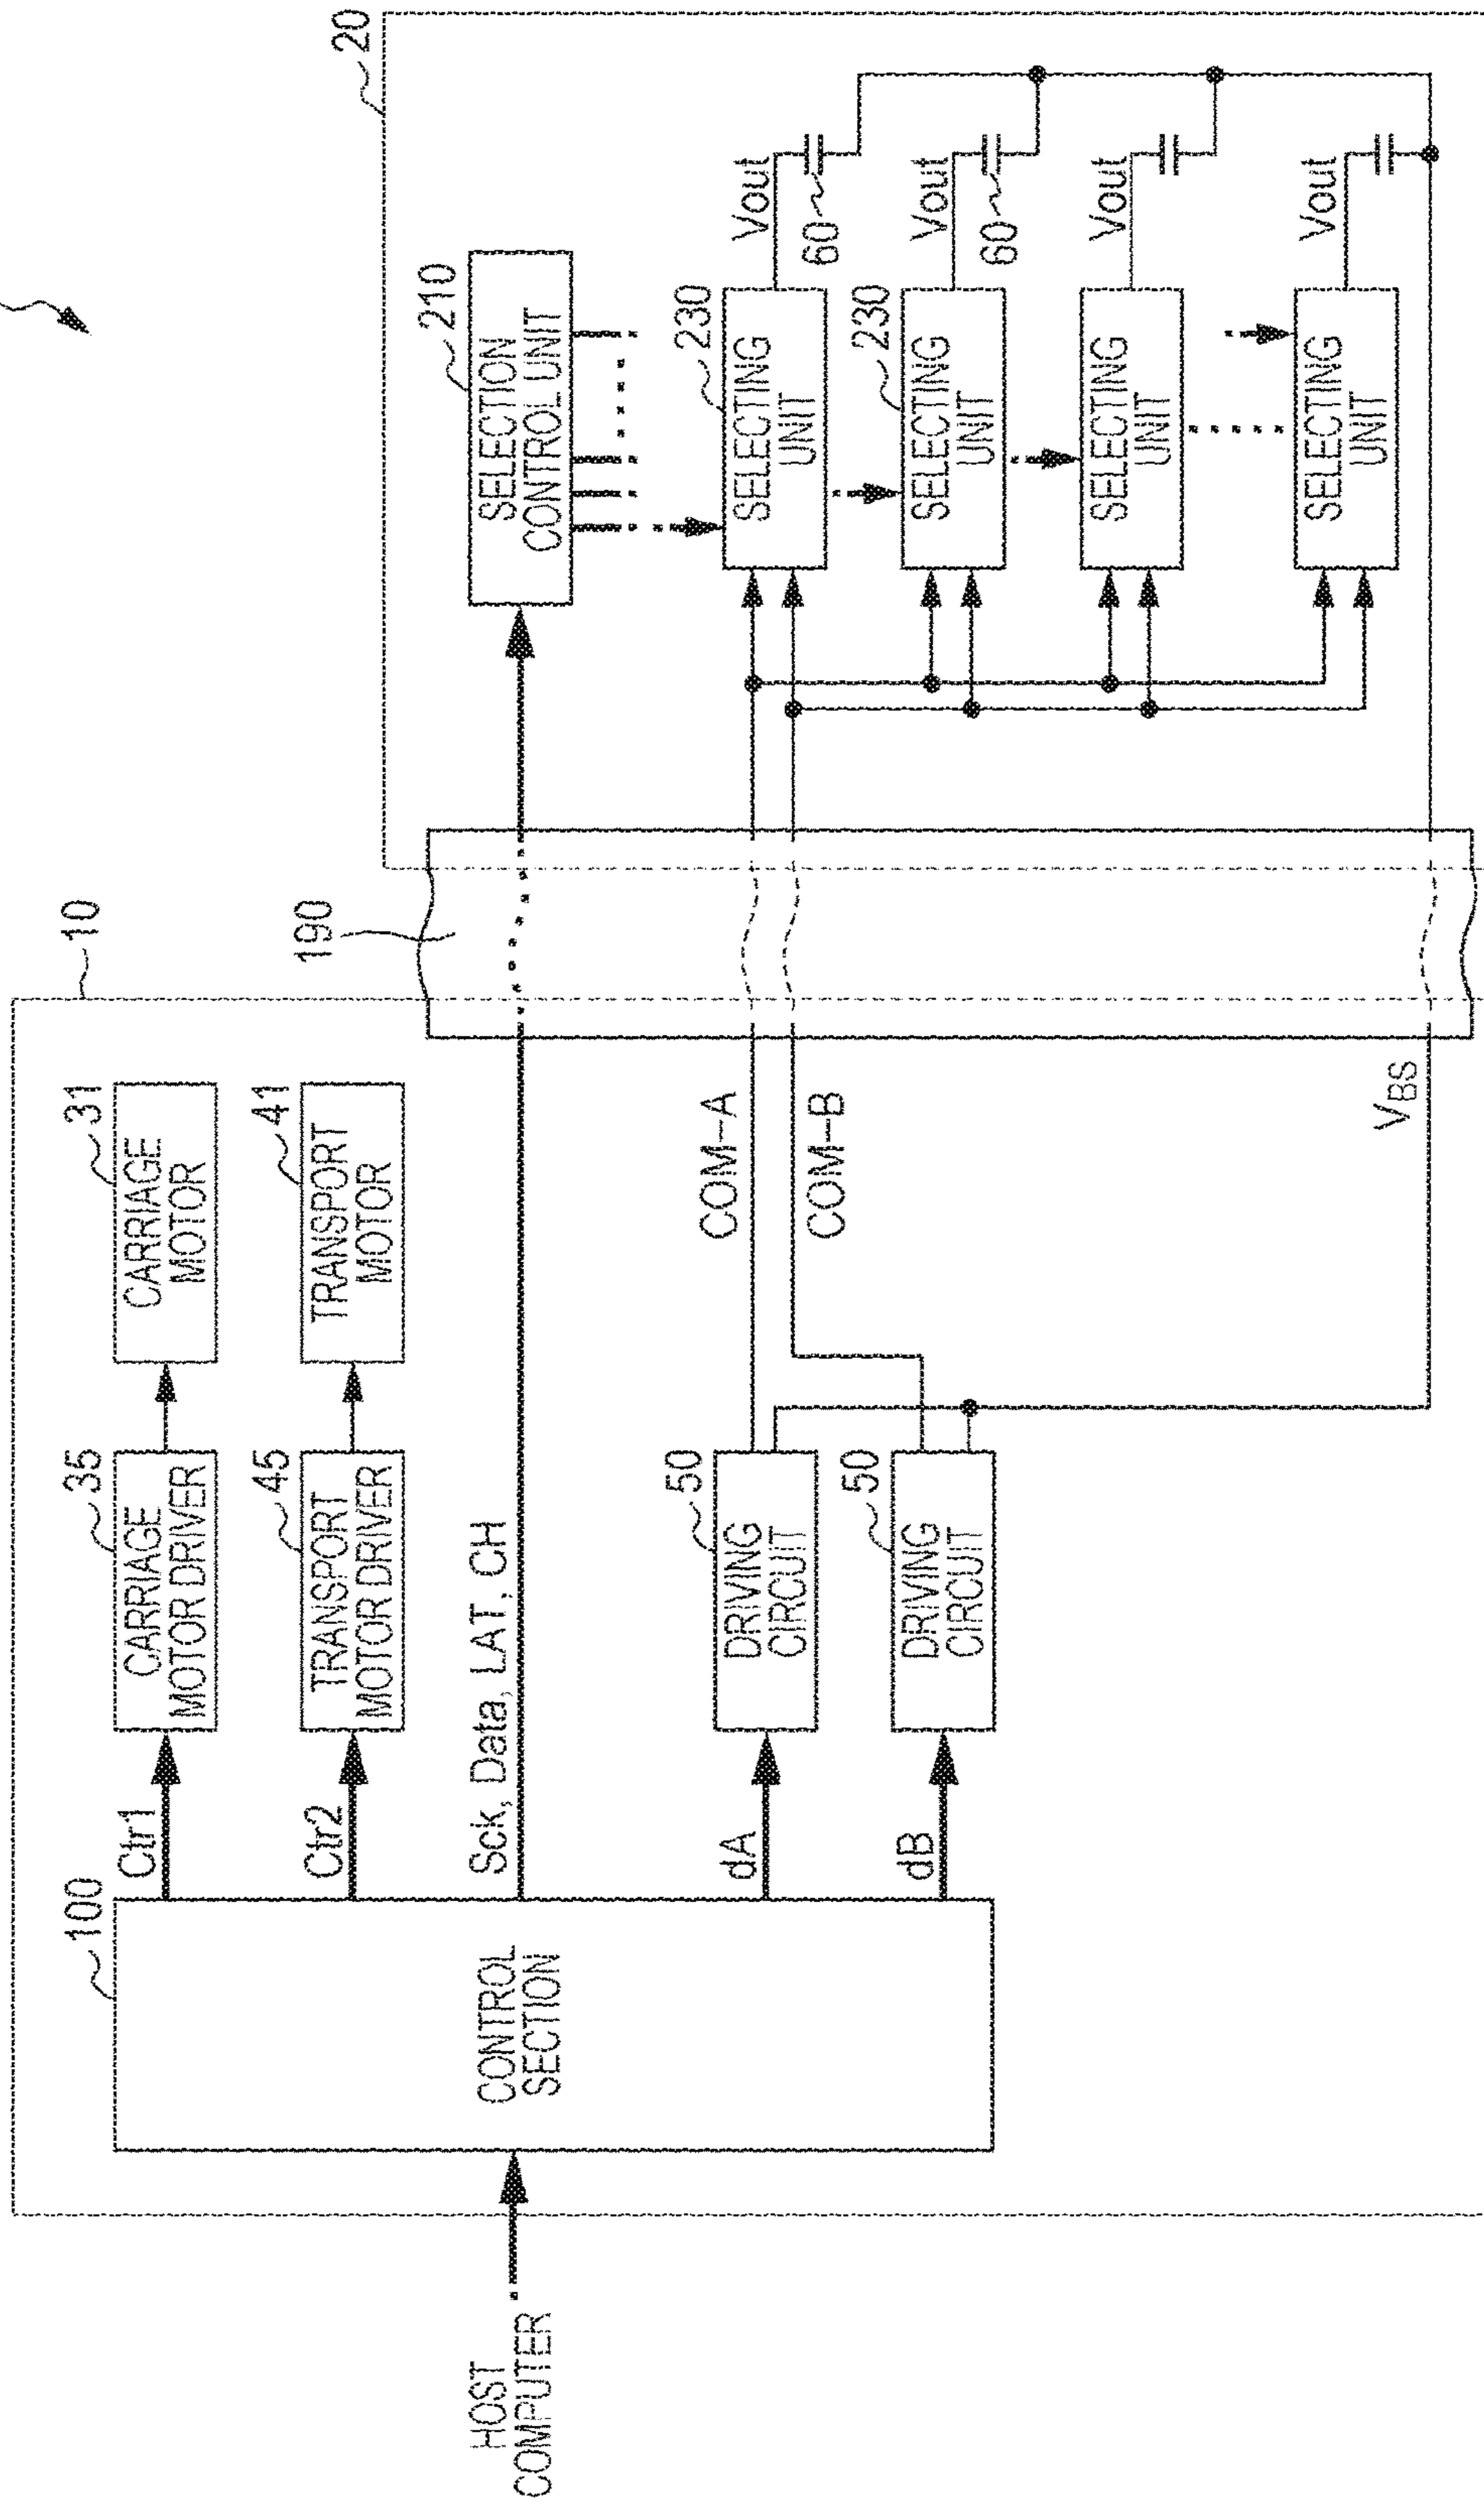 10
20
100
Ctr1
35
CARRIAGE
MOTOR DRIVER
31
CARRIAGE
MOTOR
Ctr2
45
TRANSPORT
MOTOR DRIVER
41
TRANSPORT
MOTOR
190
210
SELECTION
CONTROL UNIT
HOST
COMPUTER
CONTROL
SECTION
Sck, Data, LAT, CH
dA
50
DRIVING
CIRCUIT
COM-A
COM-B
230
SELECTING
UNIT
Vout
60
dB
50
DRIVING
CIRCUIT
230
SELECTING
UNIT
Vout
60
SELECTING
UNIT
Vout
SELECTING
UNIT
Vout
VBS